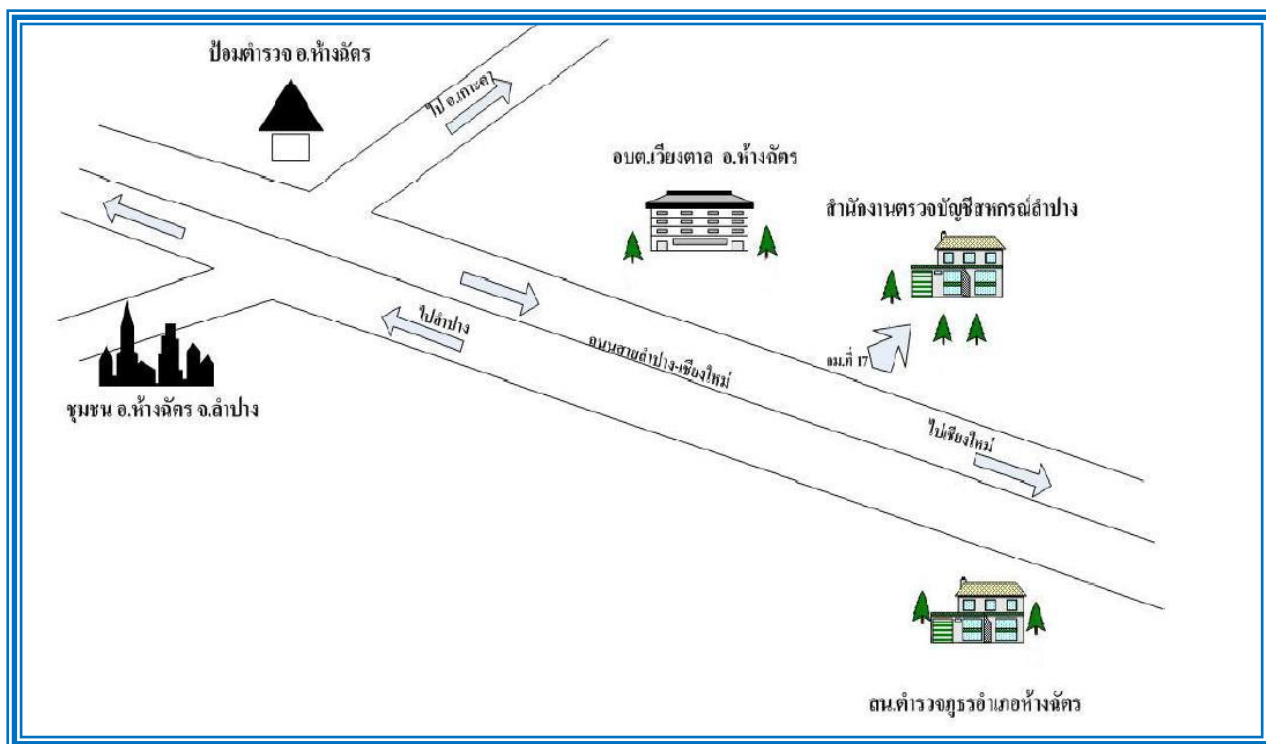 ป้อมตำรวจ อ.ห้างฉัตร
ไป อ.เกาะคา
อบต.เวียงตาล อ.ห้างฉัตร
สำนักงานตรวจบัญชีสหกรณ์ลำปาง
ไปลำปาง
ถนนสายลำปาง-เชียงใหม่
กม.ที่ 17
ชุมชน อ.ห้างฉัตร จ.ลำปาง
ไปเชียงใหม่
สน.ตำรวจภูธรอำเภอห้างฉัตร